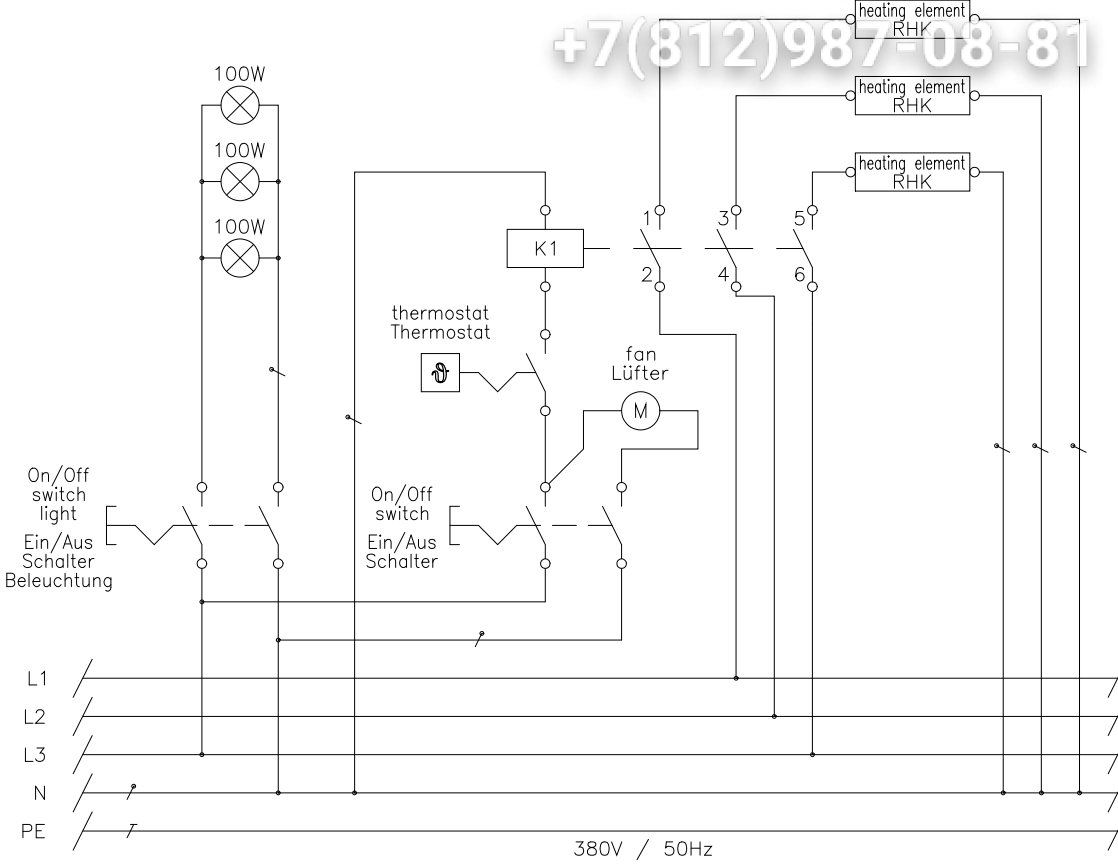 heating element
RHK
+7(812)987-08-81
100W
heating element
RHK
100W
heating element
RHK
100W
1
3
5
K1
2
4
6
thermostat
Thermostat
ϑ
fan
Lüfter
M
On/Off
switch
light
Ein/Aus
Schalter
Beleuchtung
On/Off
switch
Ein/Aus
Schalter
L1
L2
L3
N
PE
380V / 50Hz